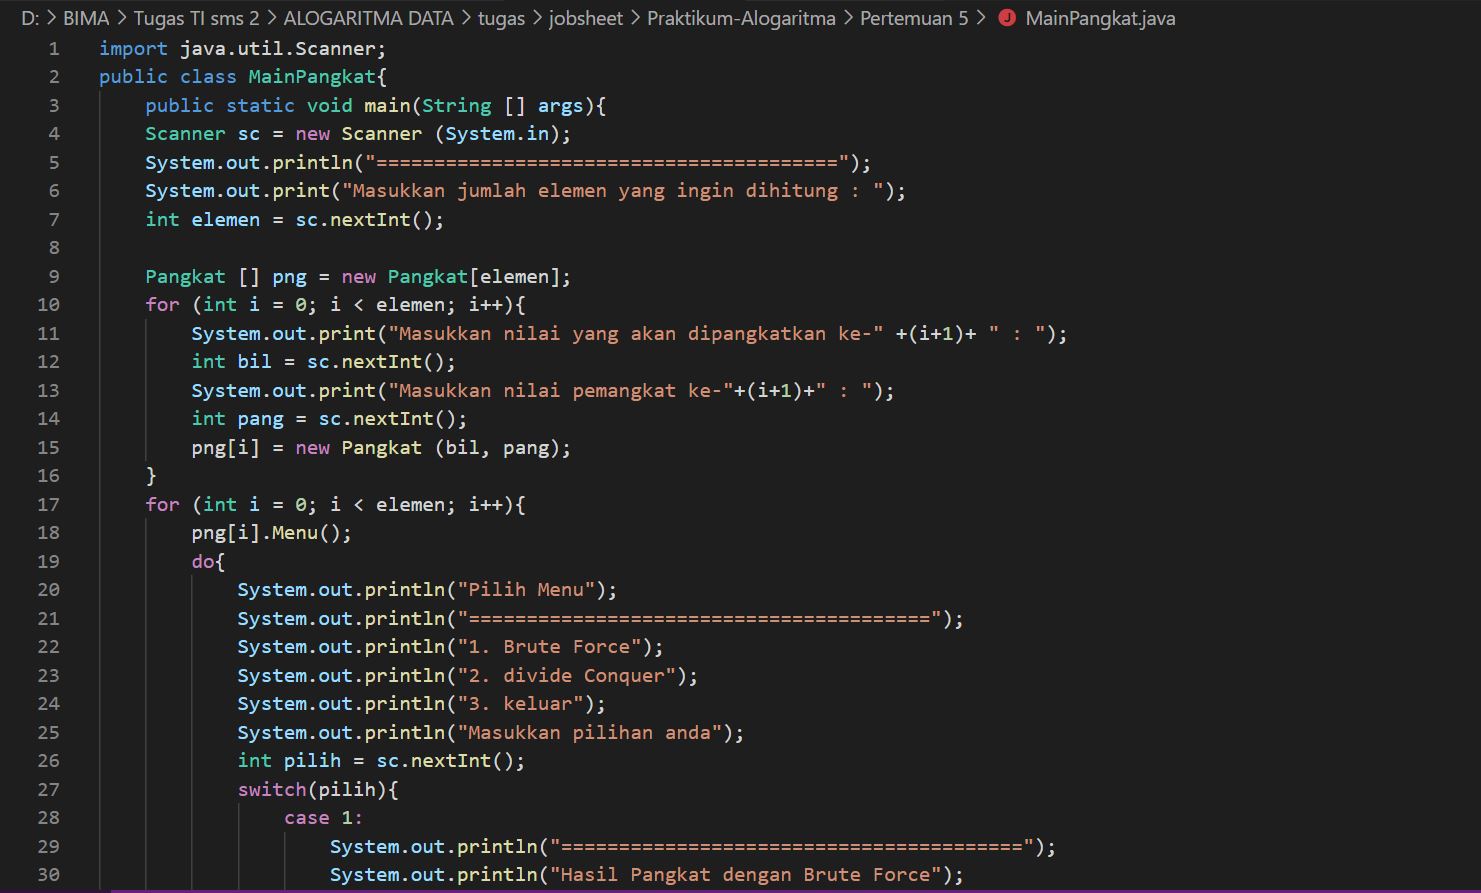 D: > BIMA > Tugas TI sms 2 > ALOGARITMA DATA > tugas > jobsheet > Praktikum-Alogaritma > Pertemuan 5 > J MainPangkat.java
1 import java.util.Scanner;
2 public class MainPangkat{
3     public static void main(String [] args){
4     Scanner sc = new Scanner (System.in);
5     System.out.println("========================================");
6     System.out.print("Masukkan jumlah elemen yang ingin dihitung : ");
7     int elemen = sc.nextInt();
8
9     Pangkat [] png = new Pangkat[elemen];
10     for (int i = 0; i < elemen; i++){
11         System.out.print("Masukkan nilai yang akan dipangkatkan ke-" +(i+1)+ " : ");
12         int bil = sc.nextInt();
13         System.out.print("Masukkan nilai pemangkat ke-"+(i+1)+" : ");
14         int pang = sc.nextInt();
15         png[i] = new Pangkat (bil, pang);
16     }
17     for (int i = 0; i < elemen; i++){
18         png[i].Menu();
19         do{
20             System.out.println("Pilih Menu");
21             System.out.println("========================================");
22             System.out.println("1. Brute Force");
23             System.out.println("2. divide Conquer");
24             System.out.println("3. keluar");
25             System.out.println("Masukkan pilihan anda");
26             int pilih = sc.nextInt();
27             switch(pilih){
28                 case 1:
29                     System.out.println("========================================");
30                     System.out.println("Hasil Pangkat dengan Brute Force");